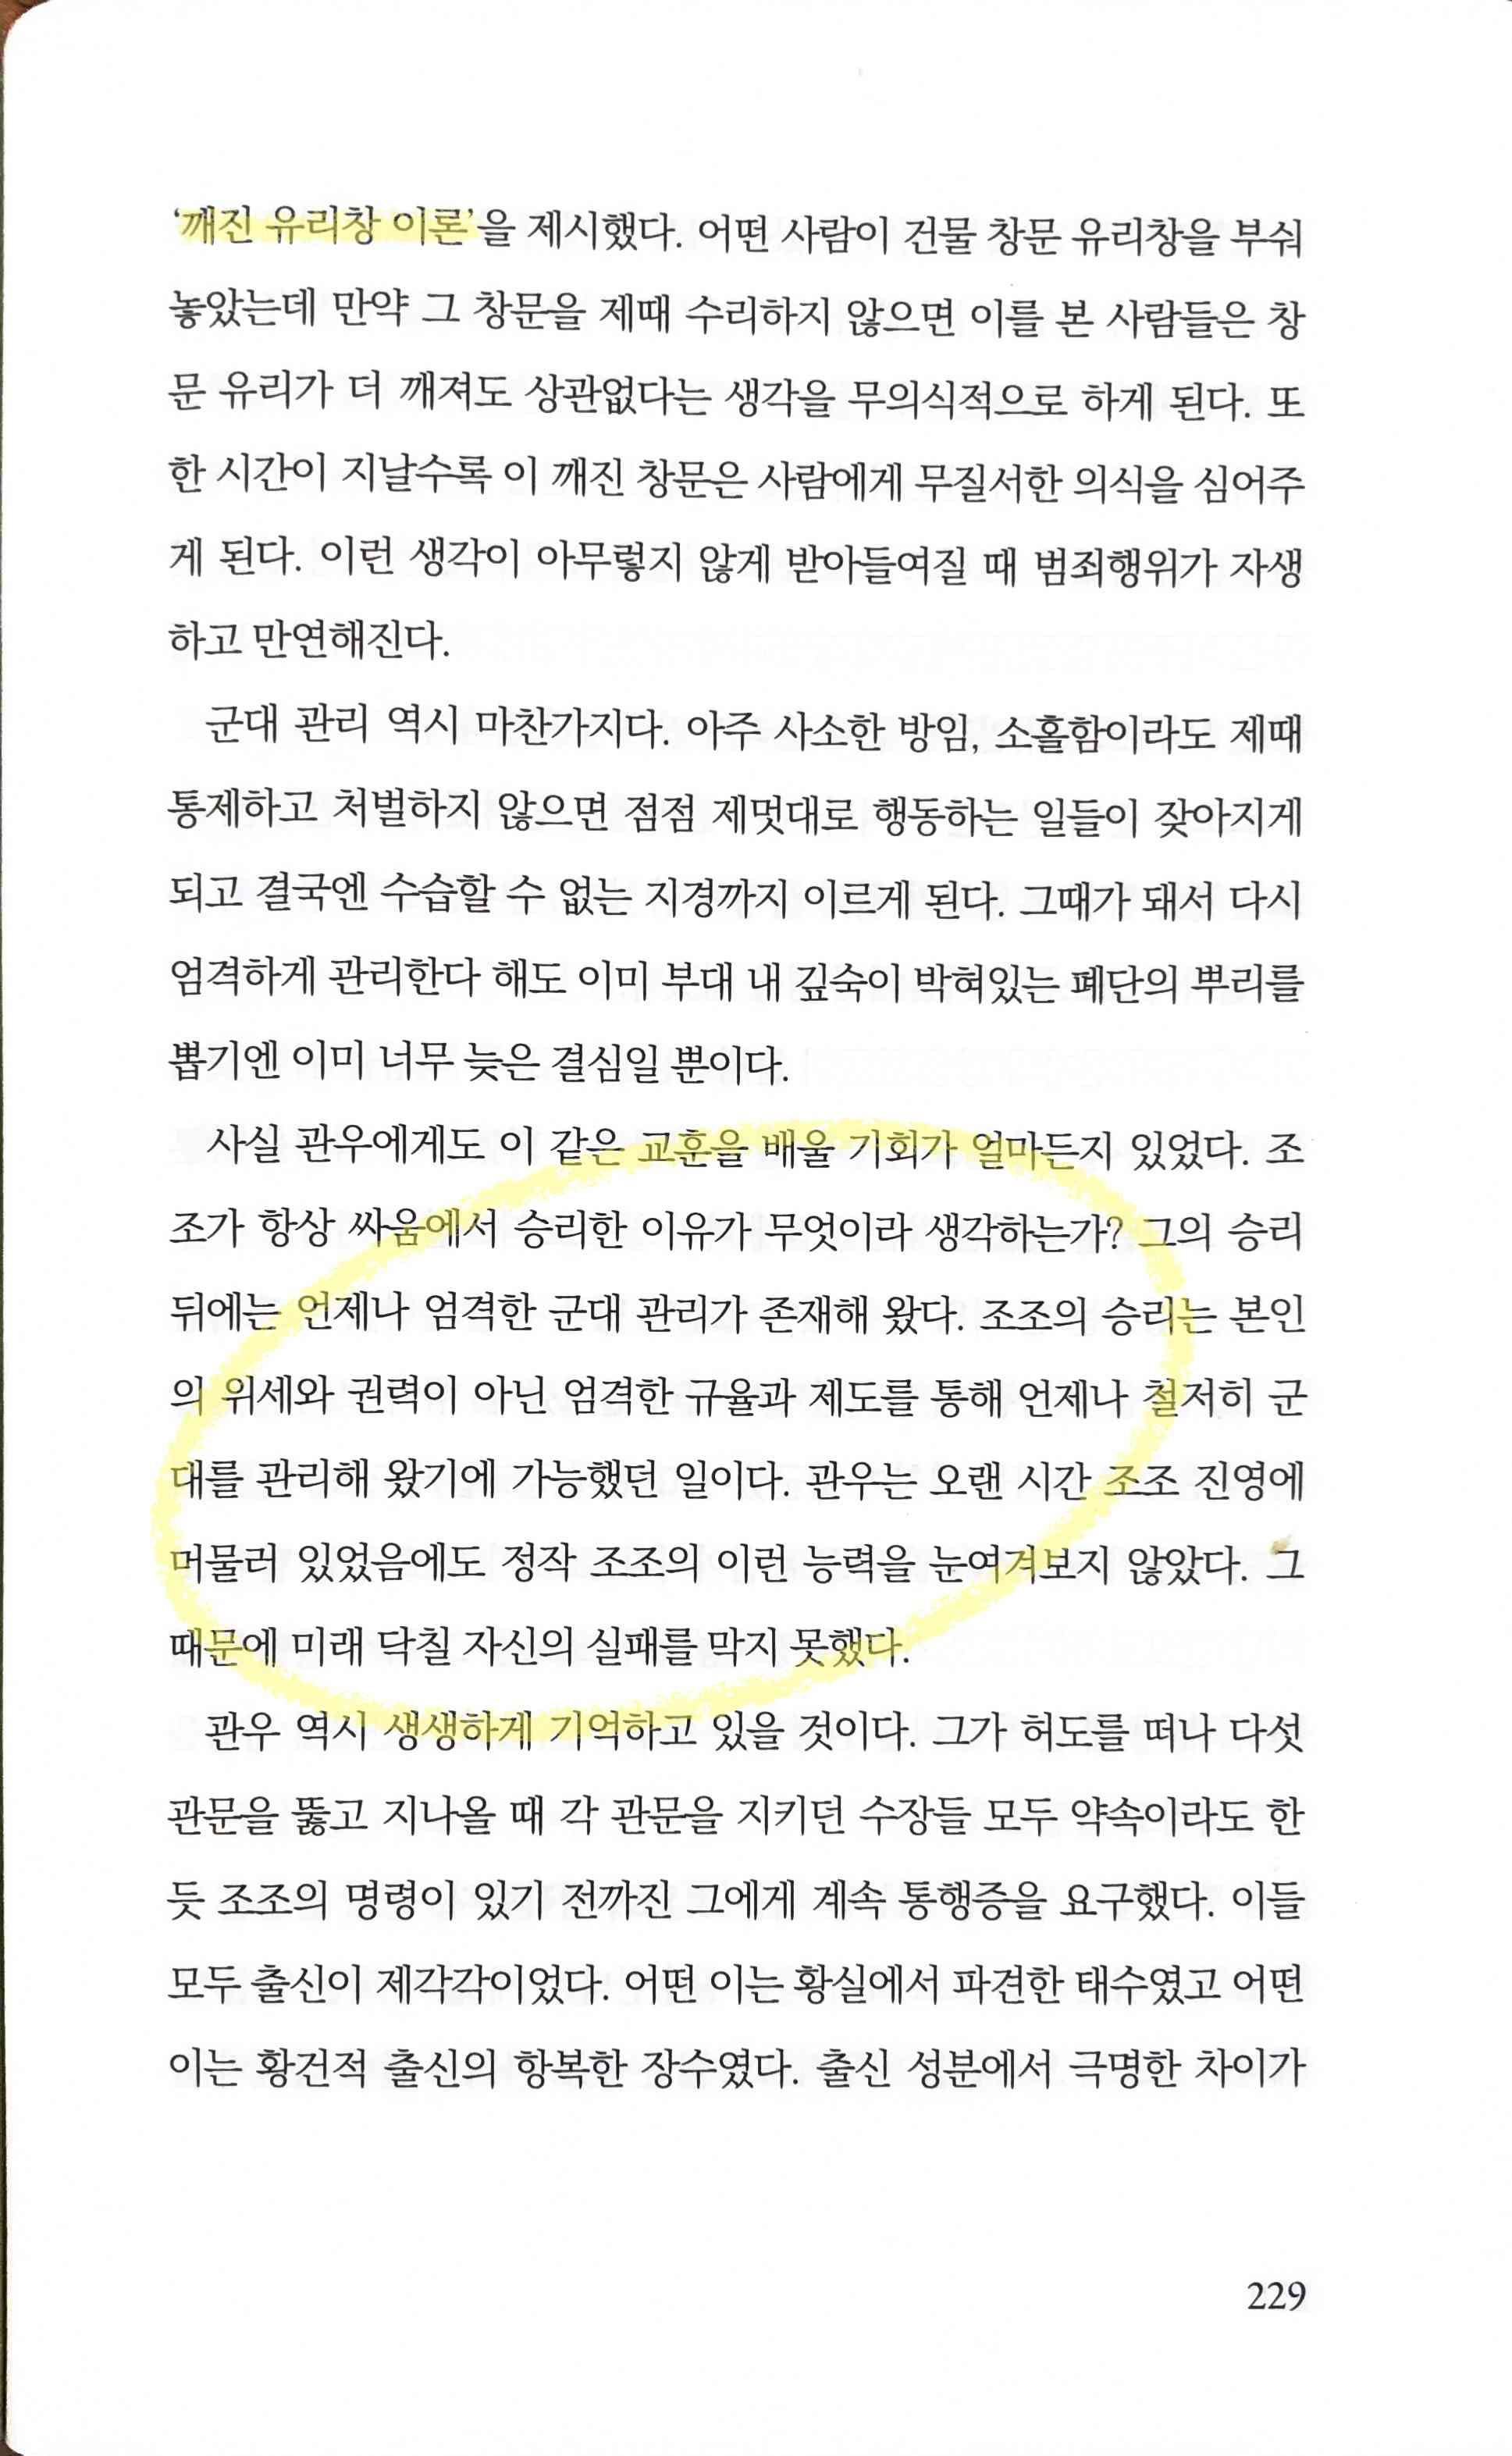 ‘깨진 유리창 이론’을 제시했다. 어떤 사람이 건물 창문 유리창을 부숴
놓았는데 만약 그 창문을 제때 수리하지 않으면 이를 본 사람들은 창
문 유리가 더 깨져도 상관없다는 생각을 무의식적으로 하게 된다. 또
한 시간이 지날수록 이 깨진 창문은 사람에게 무질서한 의식을 심어주
게 된다. 이런 생각이 아무렇지 않게 받아들여질 때 범죄행위가 자생
하고 만연해진다.
군대 관리 역시 마찬가지다. 아주 사소한 방임, 소홀함이라도 제때
통제하고 처벌하지 않으면 점점 제멋대로 행동하는 일들이 잦아지게
되고 결국엔 수습할 수 없는 지경까지 이르게 된다. 그때가 돼서 다시
엄격하게 관리한다 해도 이미 부대 내 깊숙이 박혀있는 폐단의 뿌리를
뽑기엔 이미 너무 늦은 결심일 뿐이다.
사실 관우에게도 이 같은 교훈을 배울 기회가 얼마든지 있었다. 조
조가 항상 싸움에서 승리한 이유가 무엇이라 생각하는가? 그의 승리
뒤에는 언제나 엄격한 군대 관리가 존재해 왔다. 조조의 승리는 본인
의 위세와 권력이 아닌 엄격한 규율과 제도를 통해 언제나 철저히 군
대를 관리해 왔기에 가능했던 일이다. 관우는 오랜 시간 조조 진영에
머물러 있었음에도 정작 조조의 이런 능력을 눈여겨보지 않았다. 그
때문에 미래 닥칠 자신의 실패를 막지 못했다.
관우 역시 생생하게 기억하고 있을 것이다. 그가 허도를 떠나 다섯
관문을 뚫고 지나올 때 각 관문을 지키던 수장들 모두 약속이라도 한
듯 조조의 명령이 있기 전까진 그에게 계속 통행증을 요구했다. 이들
모두 출신이 제각각이었다. 어떤 이는 황실에서 파견한 태수였고 어떤
이는 황건적 출신의 항복한 장수였다. 출신 성분에서 극명한 차이가
229